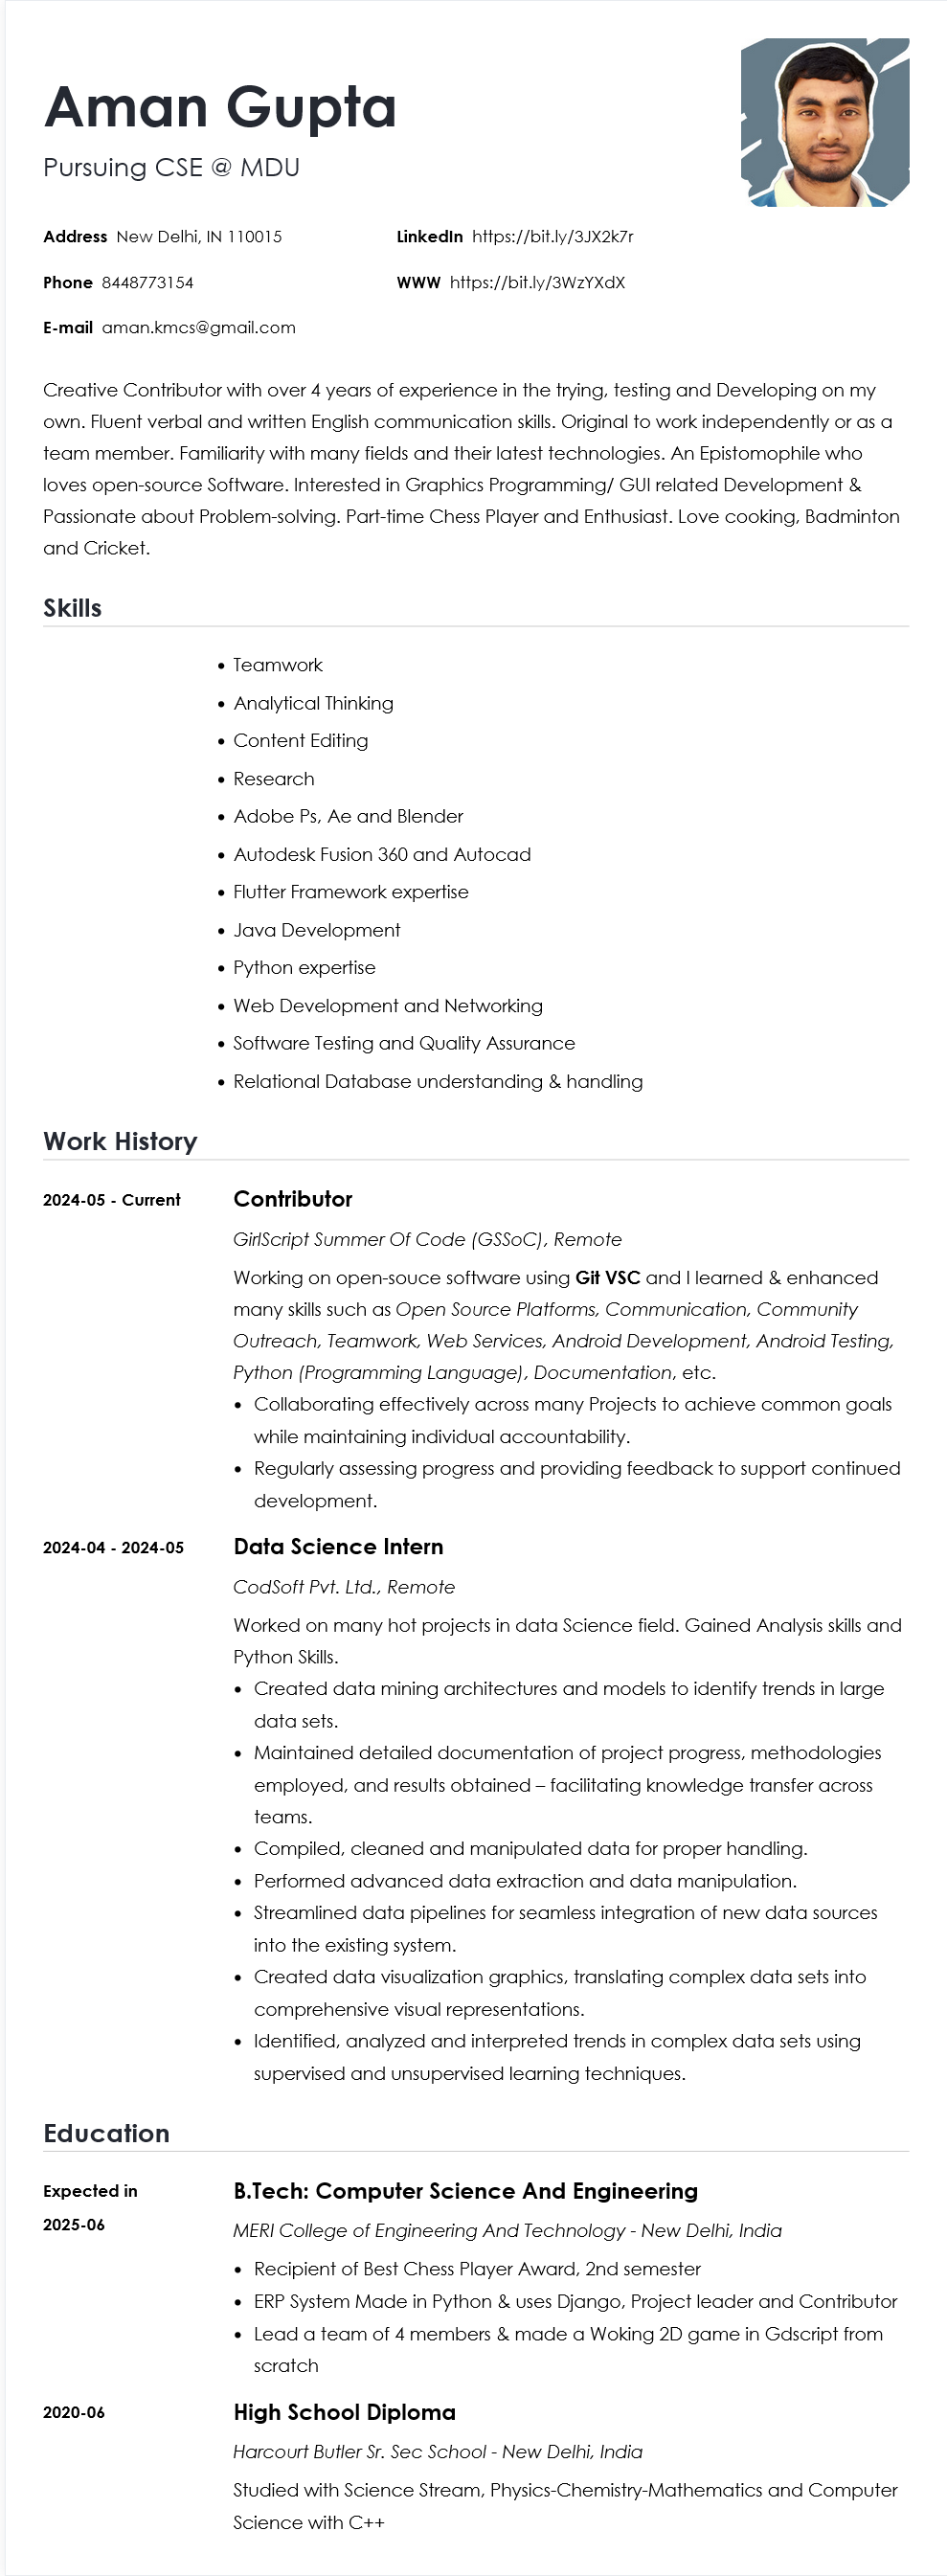 Aman Gupta
Pursuing CSE @ MDU
Address New Delhi, IN 110015
LinkedIn https://bit.ly/3JX2k7r
Phone 8448773154
WWW https://bit.ly/3WzYXdX
E-mail aman.kmcs@gmail.com
Creative Contributor with over 4 years of experience in the trying, testing and Developing on my
own. Fluent verbal and written English communication skills. Original to work independently or as a
team member. Familiarity with many fields and their latest technologies. An Epistomophile who
loves open-source Software. Interested in Graphics Programming/ GUI related Development &
Passionate about Problem-solving. Part-time Chess Player and Enthusiast. Love cooking, Badminton
and Cricket.
Skills
• Teamwork
• Analytical Thinking
• Content Editing
• Research
• Adobe Ps, Ae and Blender
• Autodesk Fusion 360 and Autocad
• Flutter Framework expertise
• Java Development
• Python expertise
• Web Development and Networking
• Software Testing and Quality Assurance
• Relational Database understanding & handling
Work History
2024-05 - Current
Contributor
GirlScript Summer Of Code (GSSoC), Remote
Working on open-souce software using Git VSC and I learned & enhanced
many skills such as Open Source Platforms, Communication, Community
Outreach, Teamwork, Web Services, Android Development, Android Testing,
Python (Programming Language), Documentation, etc.
• Collaborating effectively across many Projects to achieve common goals
while maintaining individual accountability.
• Regularly assessing progress and providing feedback to support continued
development.
2024-04 - 2024-05
Data Science Intern
CodSoft Pvt. Ltd., Remote
Worked on many hot projects in data Science field. Gained Analysis skills and
Python Skills.
• Created data mining architectures and models to identify trends in large
data sets.
• Maintained detailed documentation of project progress, methodologies
employed, and results obtained – facilitating knowledge transfer across
teams.
• Compiled, cleaned and manipulated data for proper handling.
• Performed advanced data extraction and data manipulation.
• Streamlined data pipelines for seamless integration of new data sources
into the existing system.
• Created data visualization graphics, translating complex data sets into
comprehensive visual representations.
• Identified, analyzed and interpreted trends in complex data sets using
supervised and unsupervised learning techniques.
Education
Expected in
2025-06
B.Tech: Computer Science And Engineering
MERI College of Engineering And Technology - New Delhi, India
• Recipient of Best Chess Player Award, 2nd semester
• ERP System Made in Python & uses Django, Project leader and Contributor
• Lead a team of 4 members & made a Woking 2D game in Gdscript from
scratch
2020-06
High School Diploma
Harcourt Butler Sr. Sec School - New Delhi, India
Studied with Science Stream, Physics-Chemistry-Mathematics and Computer
Science with C++